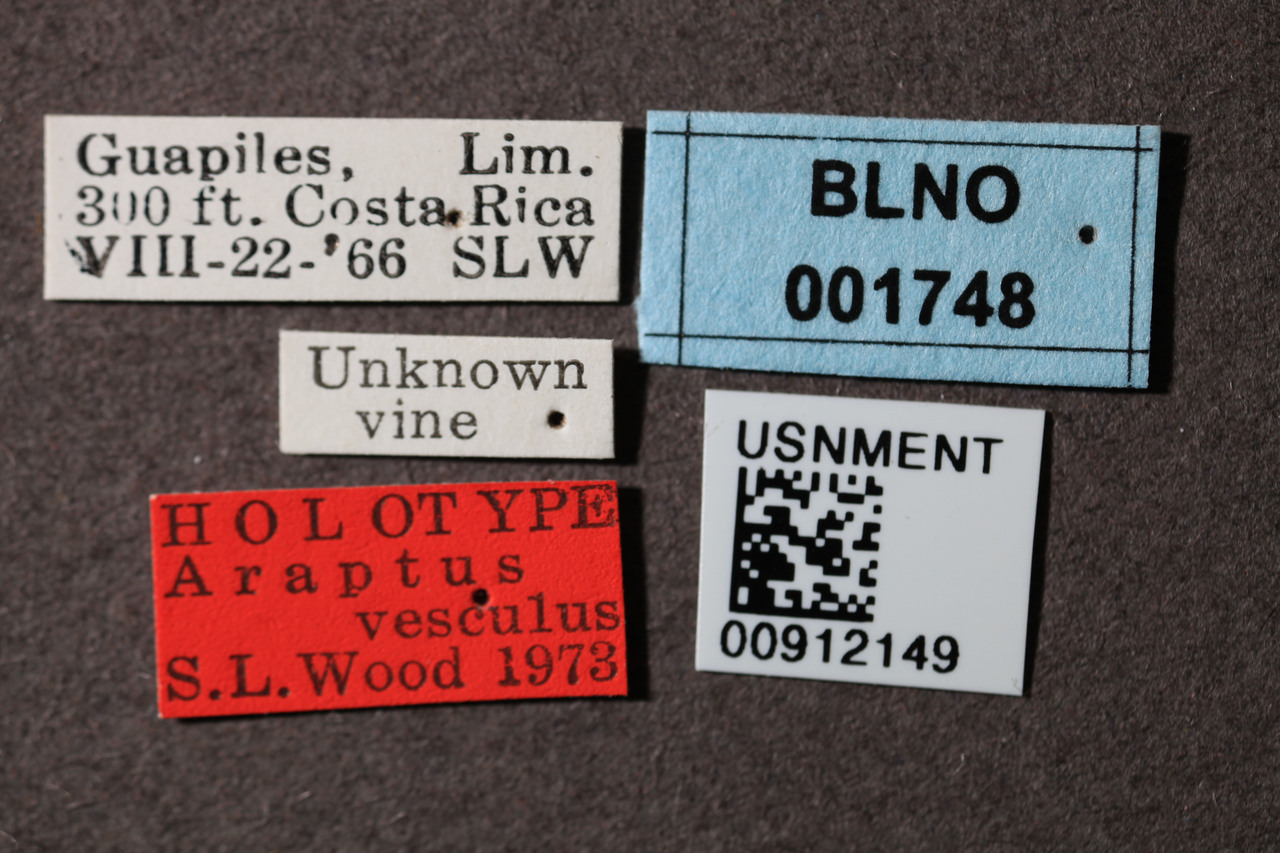 Guapiles, Lim.
300 ft. Costa Rica
VIII-22-'66 SLW
Unknown
vine
HOLOTYPE
Araptus
vesculus
S.L.Wood 1973
BLNO
001748
USNMENT
00912149